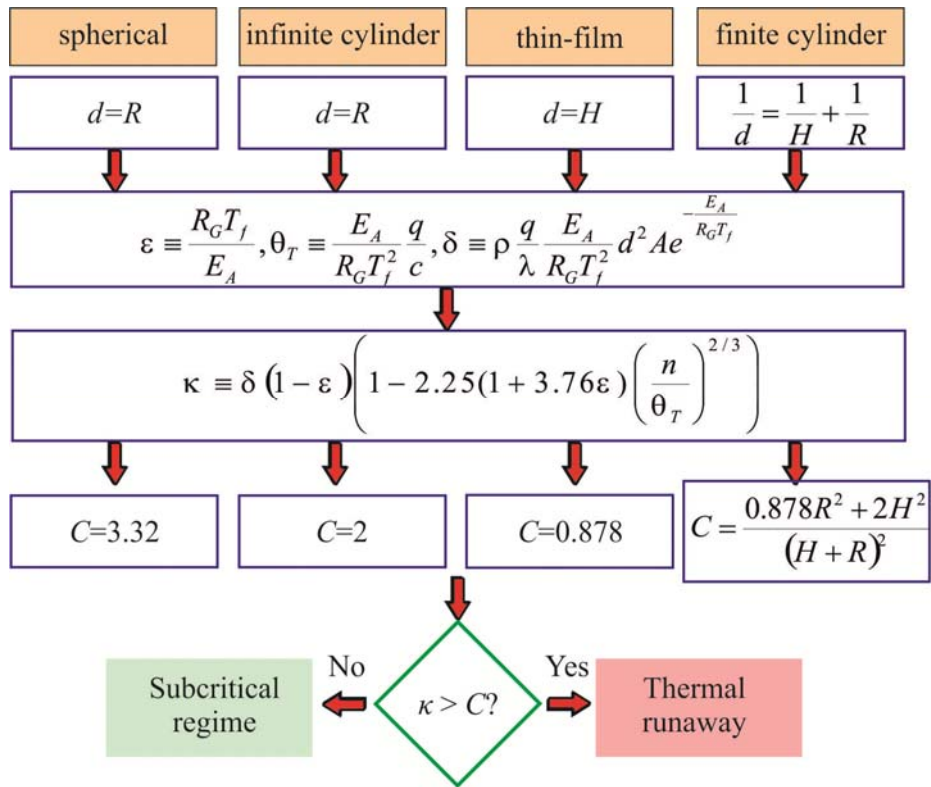 spherical
infinite cylinder
thin-film
finite cylinder
d=R
d=R
d=H
1/d = 1/H + 1/R
ε ≡ R_G T_f / E_A, θ_T ≡ E_A / R_G T_f^2 q/c, δ ≡ ρ q/λ E_A / R_G T_f^2 d^2 A e^(-E_A / R_G T_f)
κ ≡ δ (1 − ε)(1 − 2.25(1 + 3.76ε)(n/θ_T)^2/3)
C=3.32
C=2
C=0.878
C = 0.878R^2 + 2H^2 / (H + R)^2
No
Yes
Subcritical
regime
κ > C?
Thermal
runaway